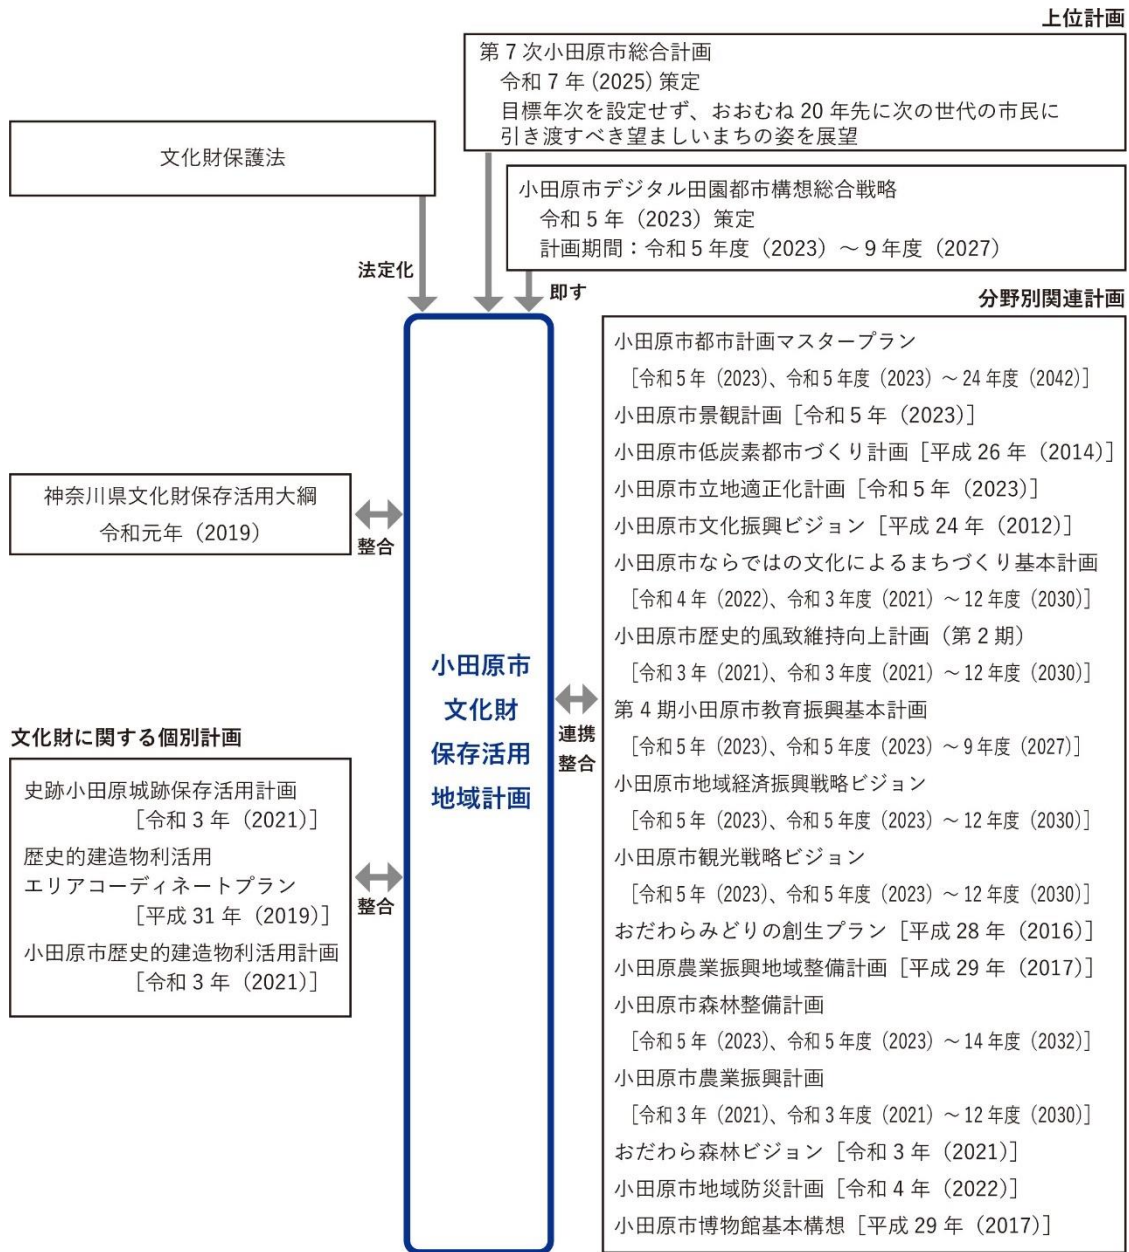 上位計画
第７次小田原市総合計画
令和７年 (2025) 策定
目標年次を設定せず、おおむね 20 年先に次の世代の市民に
引き渡すべき望ましいまちの姿を展望
文化財保護法
小田原市デジタル田園都市構想総合戦略
令和５年（2023）策定
計画期間：令和５年度（2023）～９年度（2027）
法定化
即す
分野別関連計画
小田原市都市計画マスタープラン
［令和５年（2023）、令和５年度（2023）～ 24 年度（2042）］
小田原市景観計画［令和５年（2023）］
小田原市低炭素都市づくり計画［平成 26 年（2014）］
小田原市立地適正化計画［令和５年（2023）］
小田原市文化振興ビジョン［平成 24 年（2012）］
小田原市ならではの文化によるまちづくり基本計画
［令和４年（2022）、令和３年度（2021）～ 12 年度（2030）］
小田原市歴史的風致維持向上計画（第２期）
［令和３年（2021）、令和３年度（2021）～ 12 年度（2030）］
第４期小田原市教育振興基本計画
［令和５年（2023）、令和５年度（2023）～９年度（2027）］
小田原市地域経済振興戦略ビジョン
［令和５年（2023）、令和５年度（2023）～ 12 年度（2030）］
小田原市観光戦略ビジョン
［令和５年（2023）、令和５年度（2023）～ 12 年度（2030）］
おだわらみどりの創生プラン［平成 28 年（2016）］
小田原農業振興地域整備計画［平成 29 年（2017）］
小田原市森林整備計画
［令和５年（2023）、令和５年度（2023）～ 14 年度（2032）］
小田原市農業振興計画
［令和３年（2021）、令和３年度（2021）～ 12 年度（2030）］
おだわら森林ビジョン［令和３年（2021）］
小田原市地域防災計画［令和４年（2022）］
小田原市博物館基本構想［平成 29 年（2017）］
神奈川県文化財保存活用大綱
令和元年（2019）
整合
小田原市
文化財
保存活用
地域計画
連携
整合
文化財に関する個別計画
史跡小田原城跡保存活用計画
［令和３年（2021）］
歴史的建造物利活用
エリアコーディネートプラン
［平成 31 年（2019）］
小田原市歴史的建造物利活用計画
［令和３年（2021）］
整合